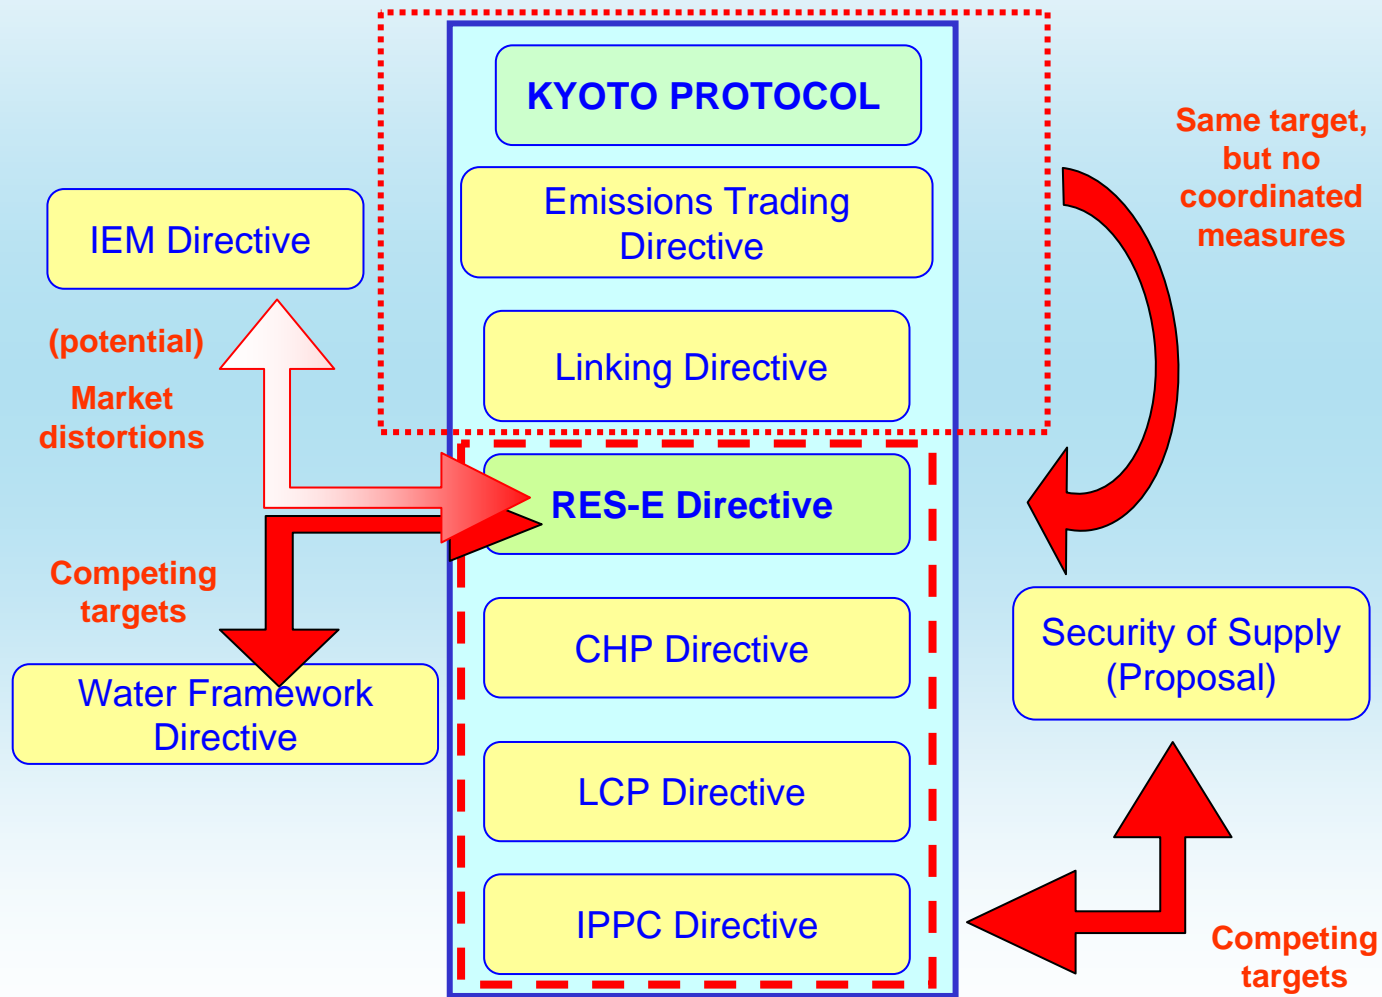 KYOTO PROTOCOL
Same target,
but no
coordinated
measures
Emissions Trading
Directive
IEM Directive
(potential)
Market
distortions
Linking Directive
RES-E Directive
Competing
targets
CHP Directive
Security of Supply
(Proposal)
Water Framework
Directive
LCP Directive
IPPC Directive
Competing
targets